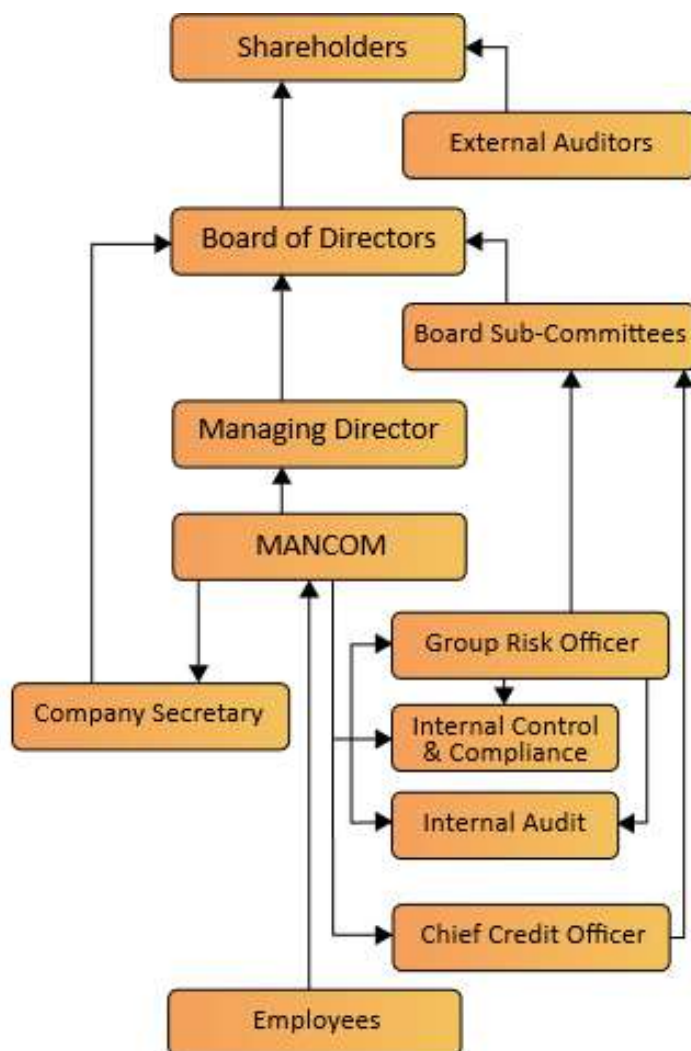 Shareholders
External Auditors
Board of Directors
Board Sub-Committees
Managing Director
MANCOM
Group Risk Officer
Company Secretary
Internal Control
& Compliance
Internal Audit
Chief Credit Officer
Employees